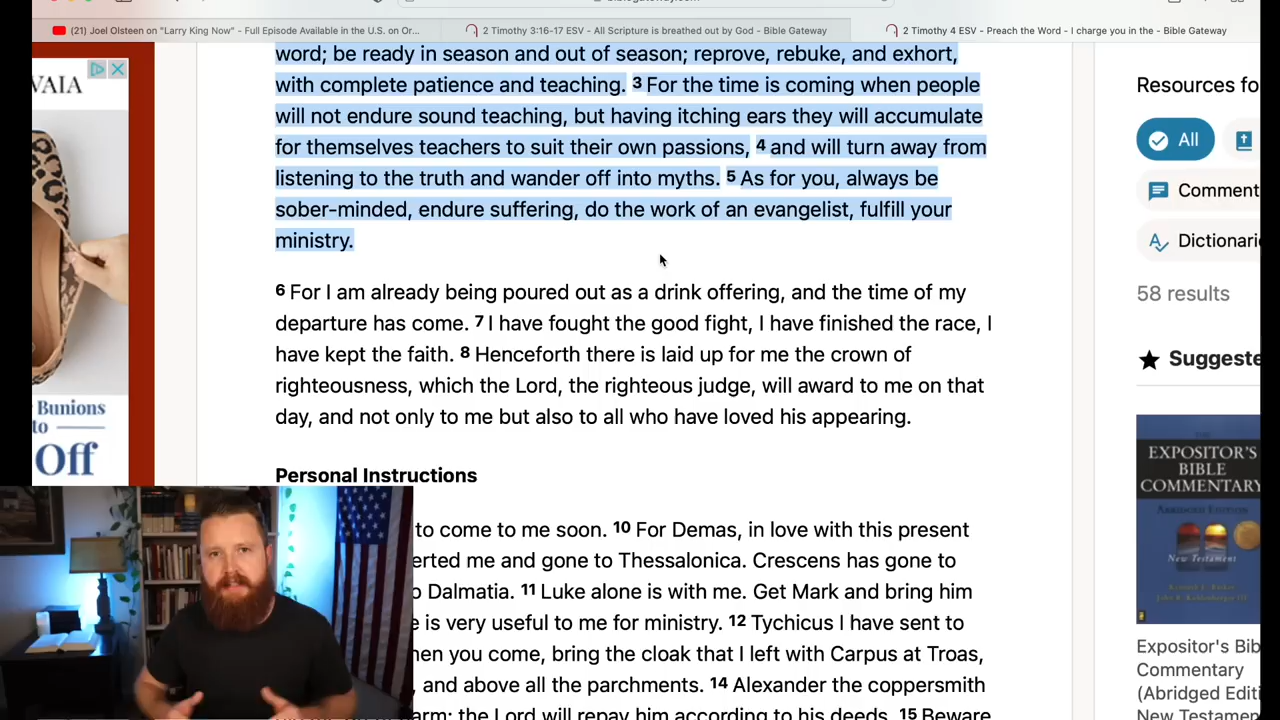 (21) Joel Olsteen on "Larry King Now" - Full Episode Available in the U.S. on Or...
2 Timothy 3:16-17 ESV - All Scripture is breathed out by God - Bible Gateway
2 Timothy 4 ESV - Preach the Word - I charge you in the - Bible Gateway
word; be ready in season and out of season; reprove, rebuke, and exhort,
with complete patience and teaching. 3 For the time is coming when people
will not endure sound teaching, but having itching ears they will accumulate
for themselves teachers to suit their own passions, 4 and will turn away from
listening to the truth and wander off into myths. 5 As for you, always be
sober-minded, endure suffering, do the work of an evangelist, fulfill your
ministry.
6 For I am already being poured out as a drink offering, and the time of my
departure has come. 7 I have fought the good fight, I have finished the race, I
have kept the faith. 8 Henceforth there is laid up for me the crown of
righteousness, which the Lord, the righteous judge, will award to me on that
day, and not only to me but also to all who have loved his appearing.
Personal Instructions
to come to me soon. 10 For Demas, in love with this present
erted me and gone to Thessalonica. Crescens has gone to
Dalmatia. 11 Luke alone is with me. Get Mark and bring him
e is very useful to me for ministry. 12 Tychicus I have sent to
hen you come, bring the cloak that I left with Carpus at Troas,
, and above all the parchments. 14 Alexander the coppersmith
arm; the Lord will repay him according to his deeds. 15 Beware
VAIA
Bunions
to
Off
Resources fo
All
Comment
Dictionari
58 results
Suggeste
EXPOSITOR'S
BIBLE
COMMENTARY
New Testament
Expositor's Bib
Commentary
(Abridged Editi
New Testamen